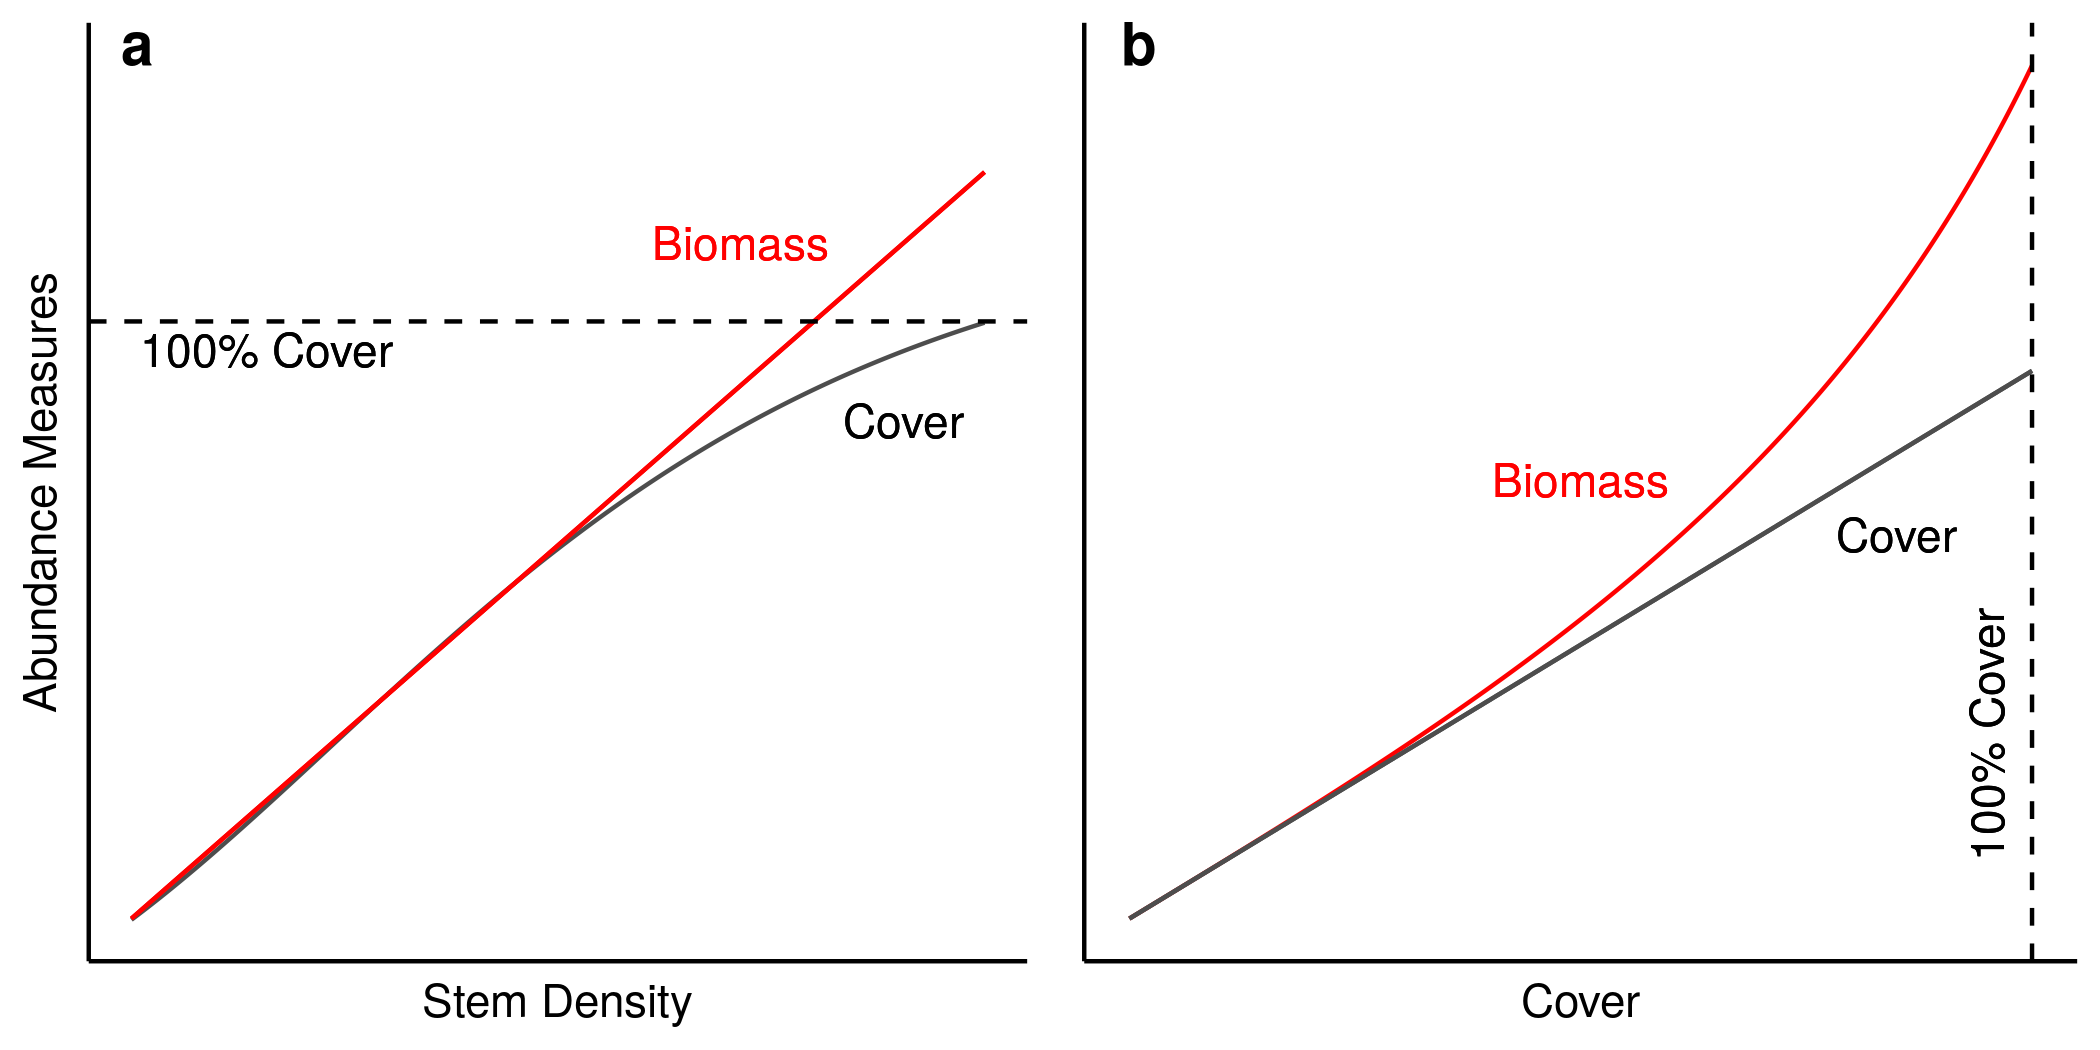 a
Abundance Measures
Biomass
100% Cover
Cover
Stem Density
b
Biomass
Cover
100% Cover
Cover